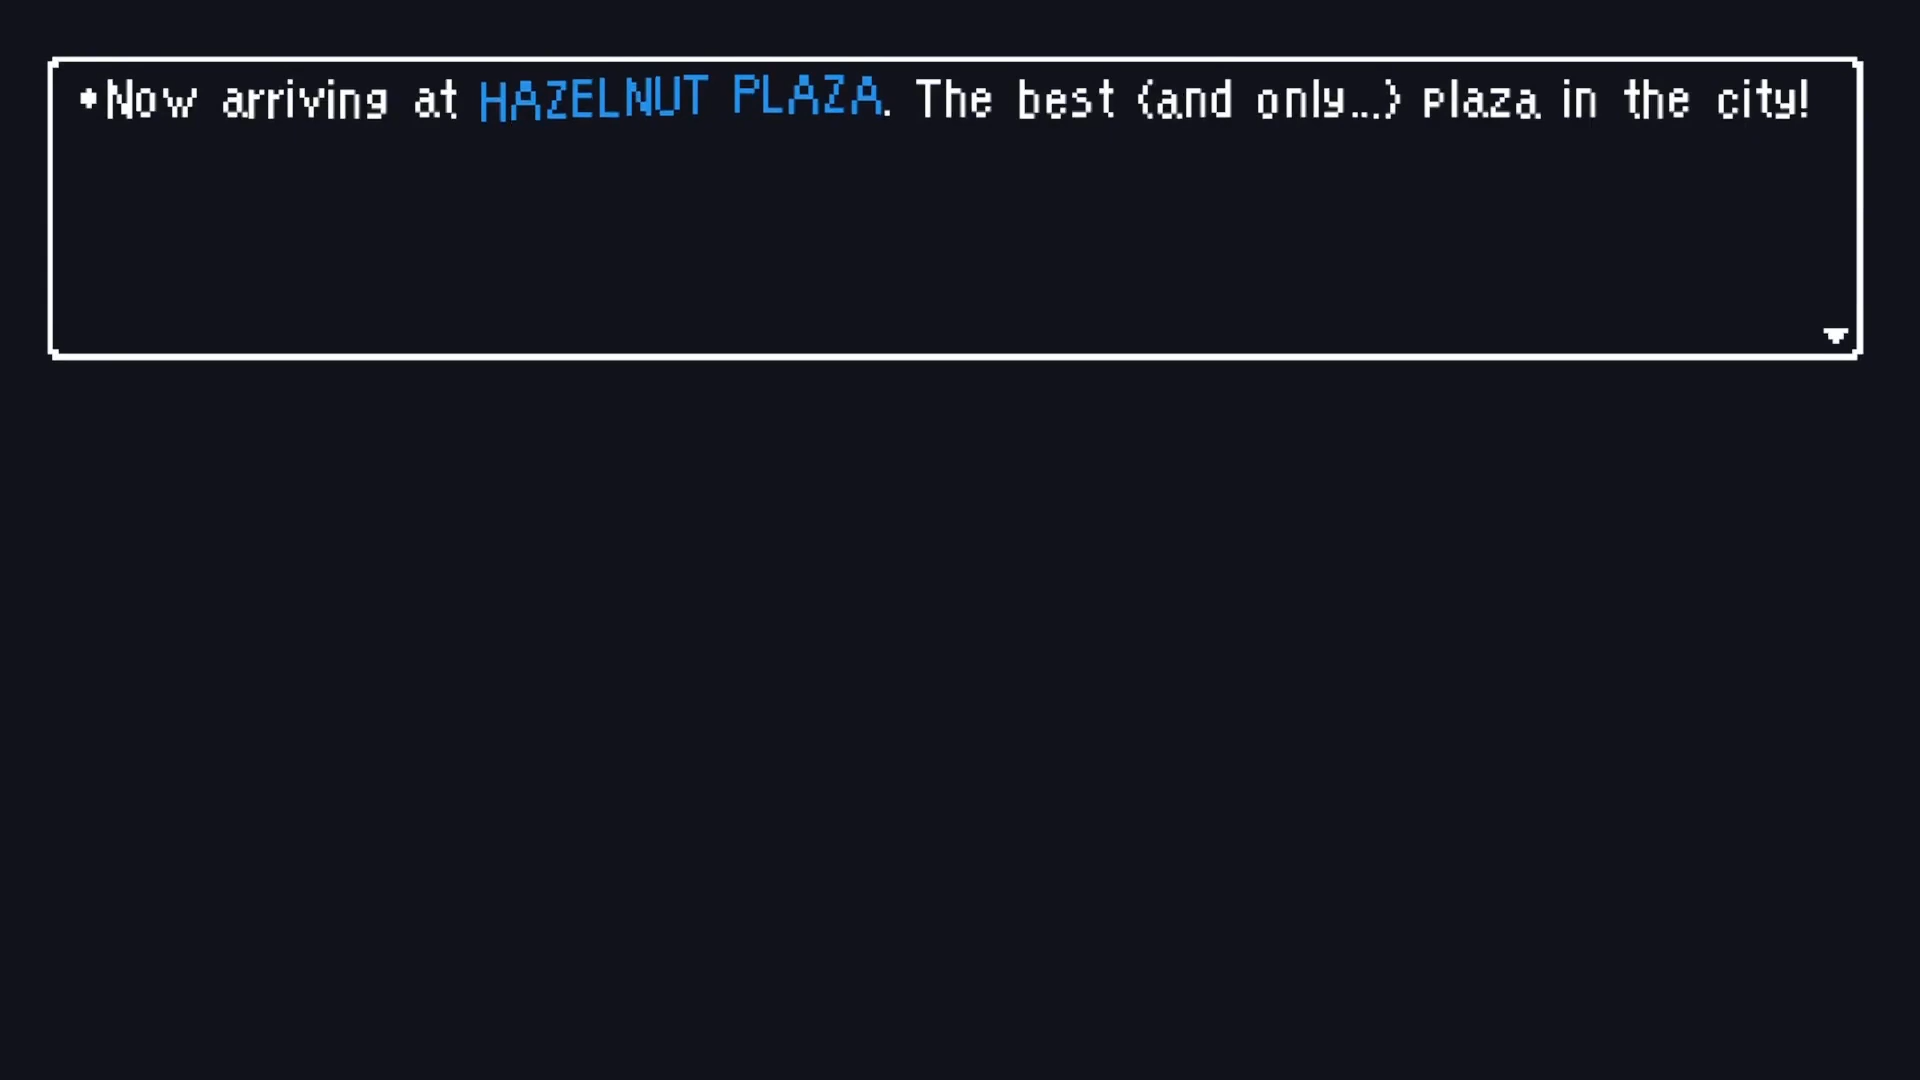 •Now arriving at HAZELNUT PLAZA. The best (and only...) plaza in the city!